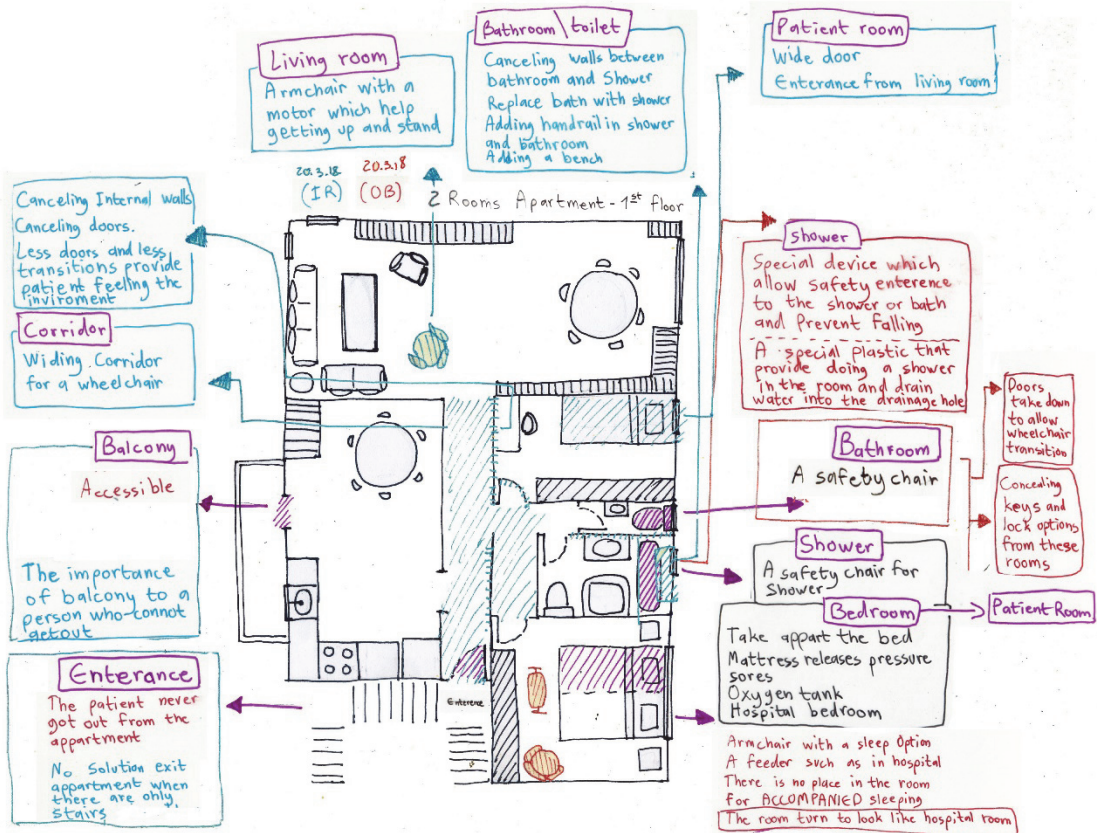 Living room
Armchair with a
motor which help
getting up and stand
Bathroom\toilet
Canceling walls between
bathroom and Shower
Replace bath with shower
Adding handrail in shower
and bathroom
Adding a bench
Patient room
Wide door
Enterance from living room
20.3.18
(IR)
20.3.18
(OB)
2 Rooms Apartment - 1st floor
Canceling Internal walls
Canceling doors.
Less doors and less
transitions provide
patient feeling the
inviroment
Corridor
Widing Corridor
for a wheelchair
Balcony
Accessible
The importance
of balcony to a
person who connot
getout
Enterance
The patient never
got out from the
appartment
No Solution exit
appartment when
there are only
stairs
Enterence
Shower
Special device which
allow safety enterence
to the shower or bath
and Prevent falling
A special plastic that
provide doing a shower
in the room and drain
water into the drainage hole
Doors
take down
to allow
wheelchair
transition
Bathroom
A safety chair
Concealing
keys and
lock options
from these
rooms
Shower
A safety chair for
Shower
Bedroom
Patient Room
Take appart the bed
Mattress releases pressure
sores
Oxygen tank
Hospital bedroom
Armchair with a sleep Option
A feeder such as in hospital
There is no place in the room
for ACCOMPANIED sleeping
The room turn to look like hospital room